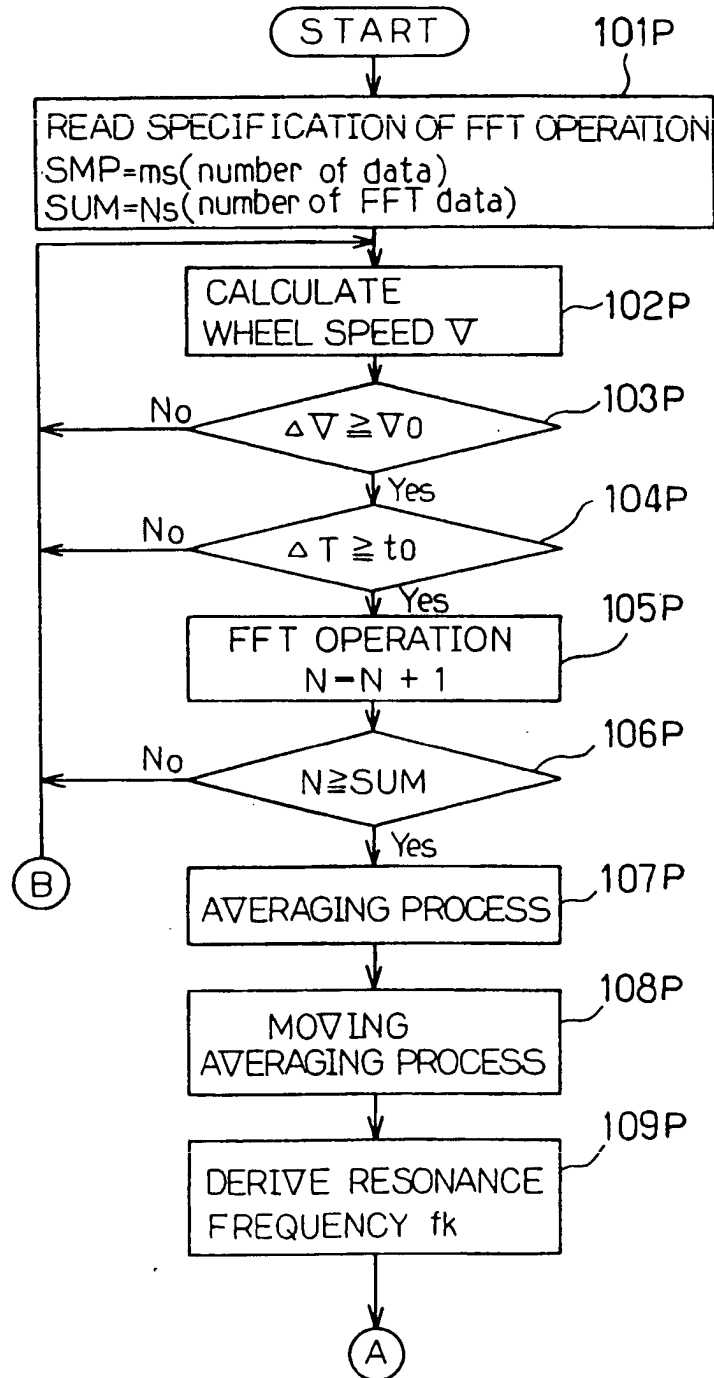 START
101P
READ SPECIFICATION OF FFT OPERATION
SMP=ms(number of data)
SUM=Ns(number of FFT data)
CALCULATE
WHEEL SPEED V
102P
103P
No
△V≧V0
Yes
104P
No
△T≧t0
Yes
105P
FFT OPERATION
N-N+1
106P
No
N≧SUM
Yes
B
107P
AVERAGING PROCESS
108P
MOVING
AVERAGING PROCESS
109P
DERIVE RESONANCE
FREQUENCY fk
A